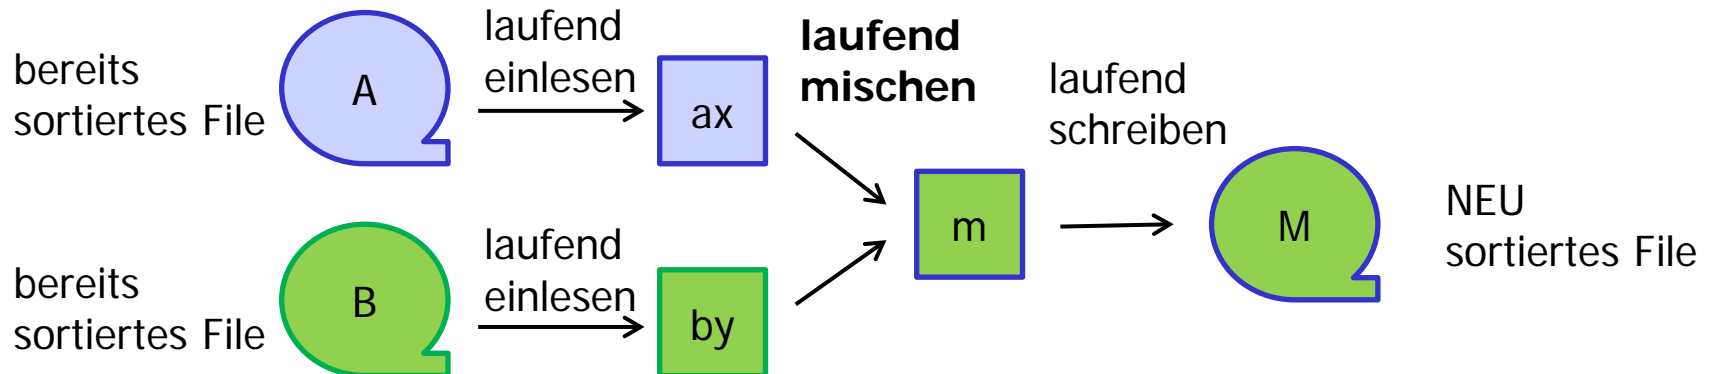 bereits
sortiertes File
A
laufend
einlesen
ax
laufend
mischen
bereits
sortiertes File
B
laufend
einlesen
by
m
laufend
schreiben
M
NEU
sortiertes File